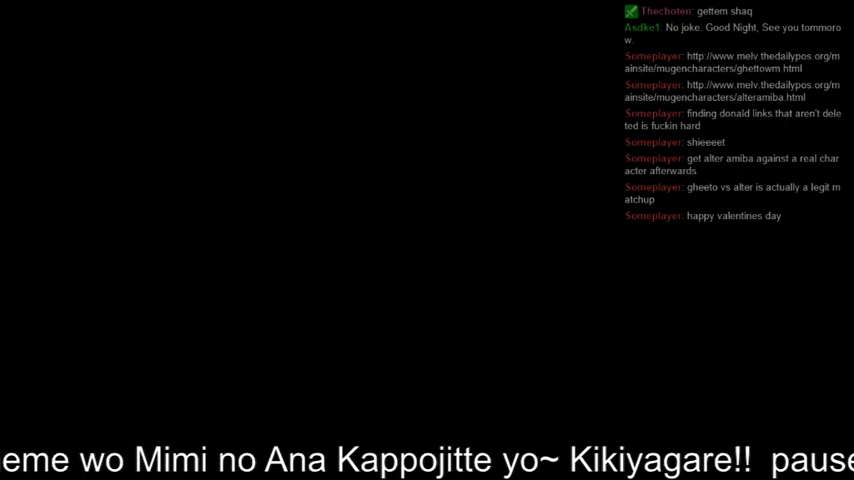 Thechoten: gettem shaq
Asdke1: No joke. Good Night, See you tommoro
w.
Someplayer: http://www.melv.thedailypos.org/m
ainsite/mugencharacters/ghettowm.html
Someplayer: http://www.melv.thedailypos.org/m
ainsite/mugencharacters/alteramiba.html
Someplayer: finding donald links that aren't dele
ted is fuckin hard
Someplayer: shieeeet
Someplayer: get alter amiba against a real char
acter afterwards
Someplayer: gheeto vs alter is actually a legit m
atchup
Someplayer: happy valentines day
eme wo Mimi no Ana Kappojitte yo~ Kikiyagare!! pause